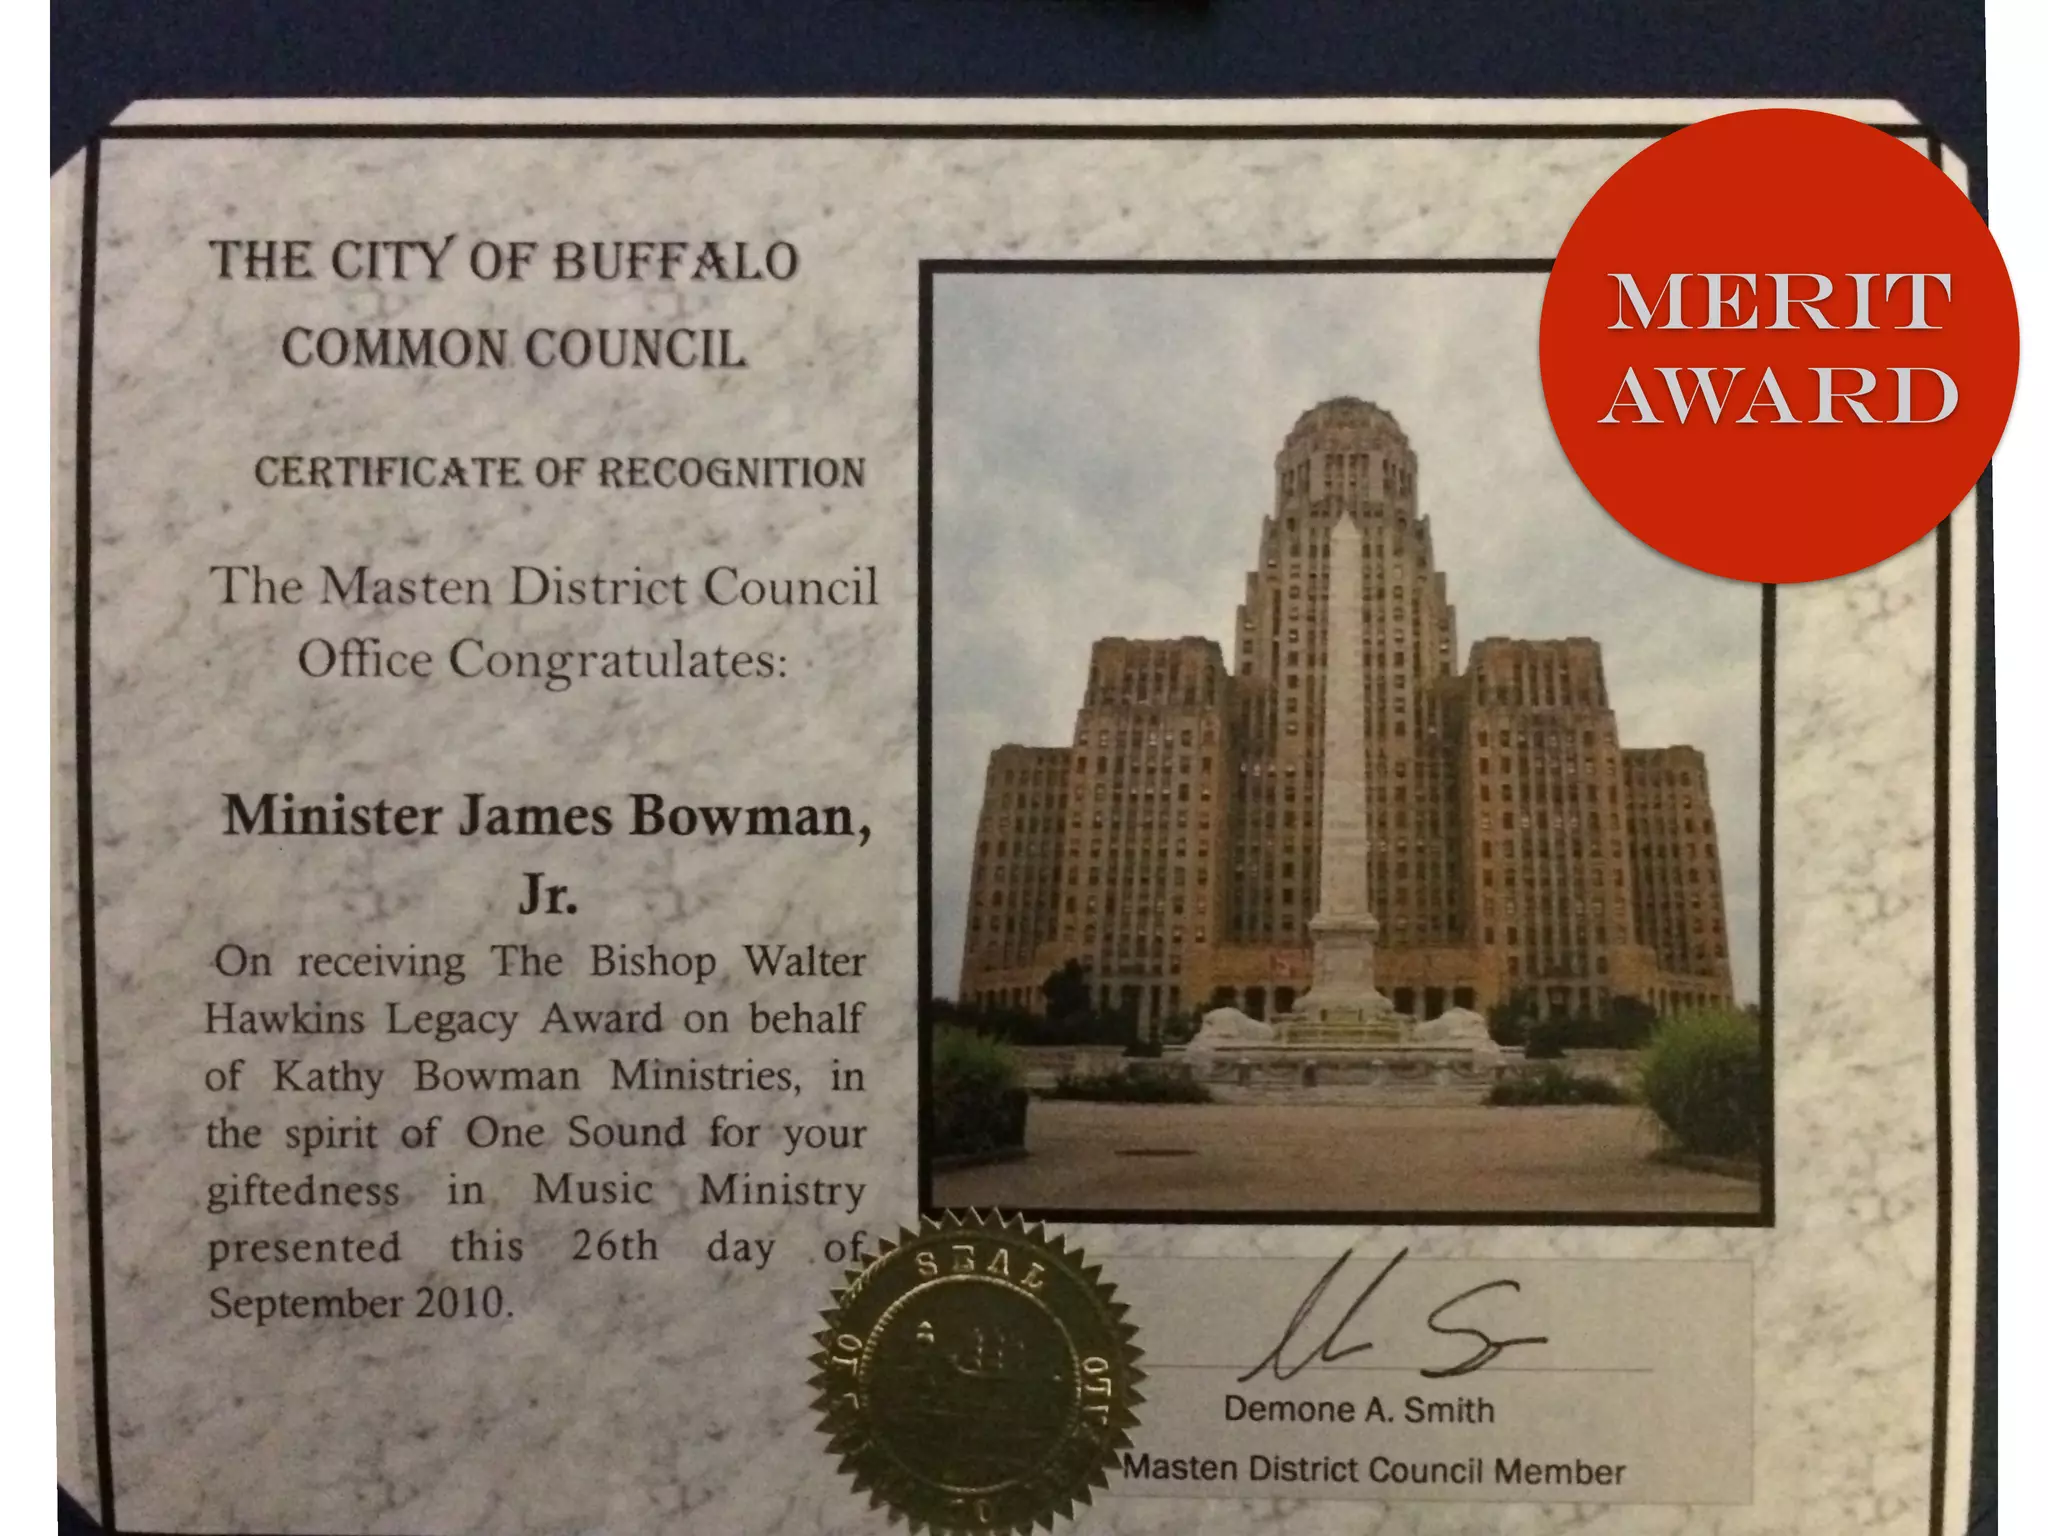 THE CITY OF BUFFALO
COMMON COUNCIL
CERTIFICATE OF RECOGNITION
The Masten District Council
Office Congratulates:
Minister James Bowman,
Jr.
On receiving The Bishop Walter
Hawkins Legacy Award on behalf
of Kathy Bowman Ministries, in
the spirit of One Sound for your
giftedness in Music Ministry
presented this 26th day of
September 2010.
MERIT
AWARD
SEAL
OF
Demone A. Smith
Masten District Council Member